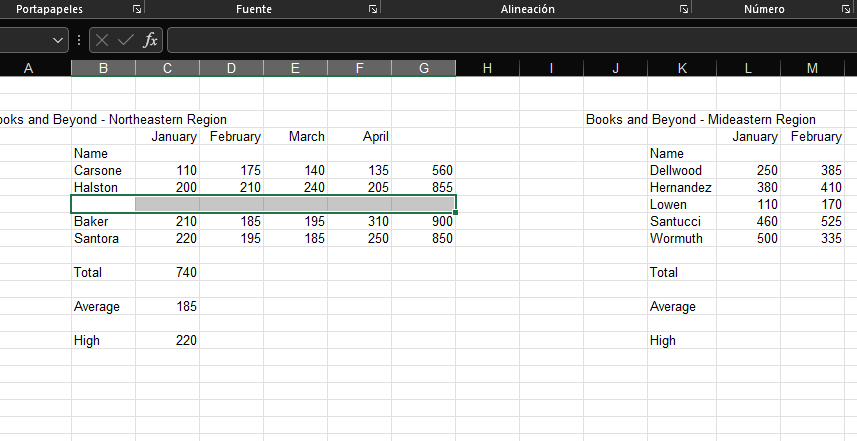 Portapapeles Fuente Alineación Número
fx
A B C D E F G H I J K L M
ooks and Beyond - Northeastern Region Books and Beyond - Mideastern Region
January February March April January February
Name Name
Carsone 110 175 140 135 560 Dellwood 250 385
Halston 200 210 240 205 855 Hernandez 380 410
Lowen 110 170
Baker 210 185 195 310 900 Santucci 460 525
Santora 220 195 185 250 850 Wormuth 500 335
Total 740 Total
Average 185 Average
High 220 High